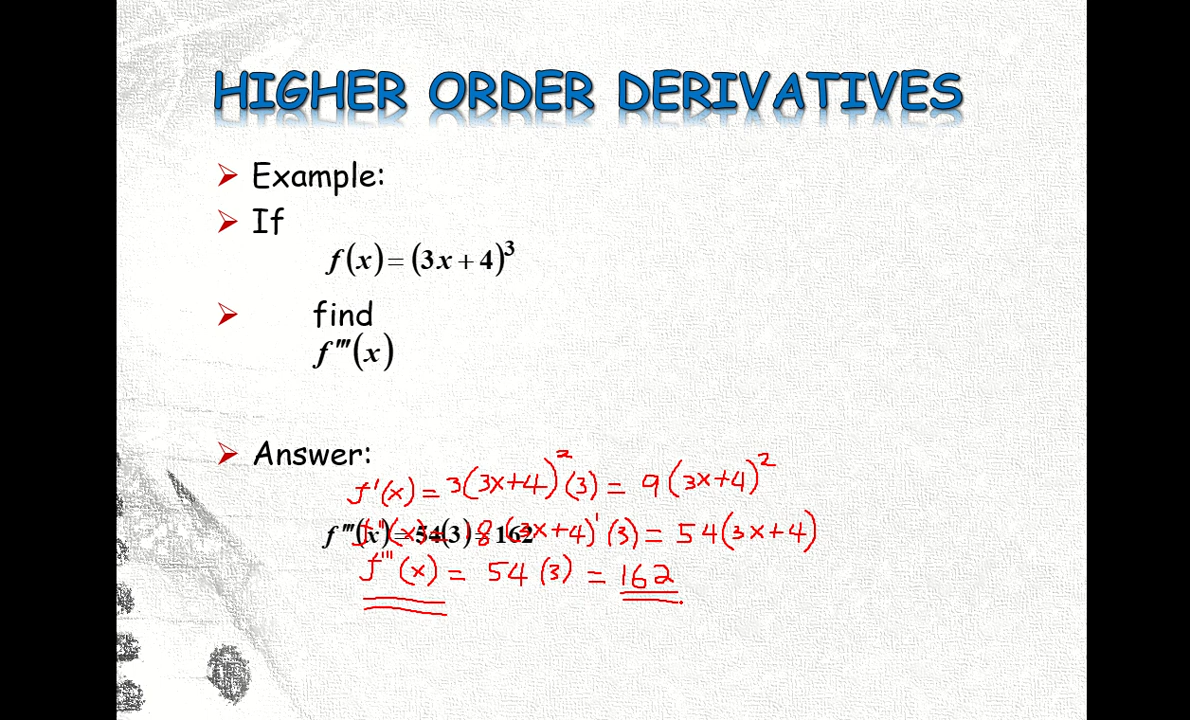 HIGHER ORDER DERIVATIVES
Example:
If
f(x)=(3x+4)³
find
f‴(x)
Answer:
f'(x) = 3(3x+4)²(3) = 9(3x+4)²
f‴(x)=54(3)=162
f''(x) = 18(3x+4)¹(3) = 54(3x+4)
f'''(x) = 54(3) = 162